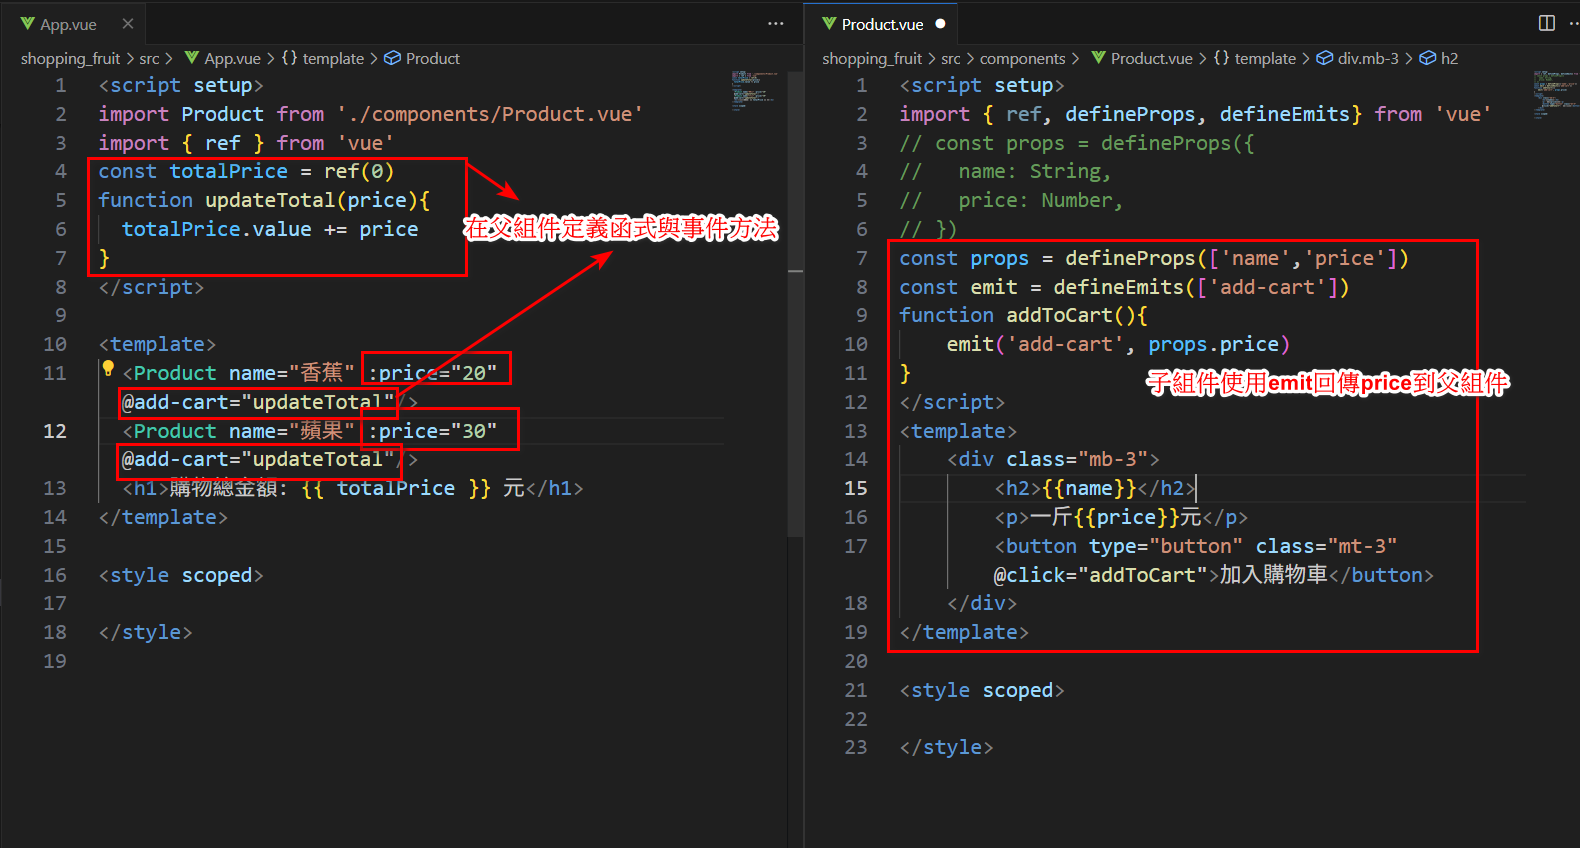 App.vue
shopping_fruit > src > App.vue > {} template > Product
1 <script setup>
2 import Product from './components/Product.vue'
3 import { ref } from 'vue'
4 const totalPrice = ref(0)
5 function updateTotal(price){
6 totalPrice.value += price
7 }
8 </script>
9
10 <template>
11 <Product name="香蕉" :price="20"
@add-cart="updateTotal"/>
12 <Product name="蘋果" :price="30"
@add-cart="updateTotal"/>
13 <h1>購物總金額: {{ totalPrice }} 元</h1>
14 </template>
15
16 <style scoped>
17
18 </style>
19
在父組件定義函式與事件方法
Product.vue
shopping_fruit > src > components > Product.vue > {} template > div.mb-3 > h2
1 <script setup>
2 import { ref, defineProps, defineEmits} from 'vue'
3 // const props = defineProps({
4 // name: String,
5 // price: Number,
6 // })
7 const props = defineProps(['name','price'])
8 const emit = defineEmits(['add-cart'])
9 function addToCart(){
10 emit('add-cart', props.price)
11 }
12 </script>
13 <template>
14 <div class="mb-3">
15 <h2>{{name}}</h2>
16 <p>一斤{{price}}元</p>
17 <button type="button" class="mt-3"
@click="addToCart">加入購物車</button>
18 </div>
19 </template>
20
21 <style scoped>
22
23 </style>
子組件使用emit回傳price到父組件